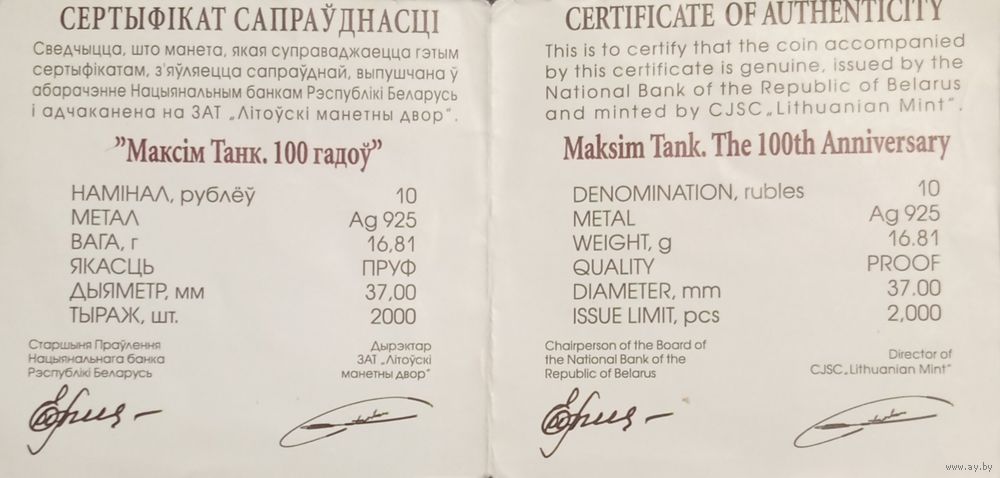 СЕРТЫФІКАТ САПРАЎДНАСЦІ
Сведчыцца, што манета, якая суправаджаецца гэтым
сертыфікатам, з'яўляецца сапраўднай, выпушчана ў
абарачэнне Нацыянальным банкам Рэспублікі Беларусь
і адчаканена на ЗАТ „Літоўскі манетны двор".
"Максім Танк. 100 гадоў"
НАМІНАЛ, рублёў 10
МЕТАЛ Ag 925
ВАГА, г 16,81
ЯКАСЦЬ ПРУФ
ДЫЯМЕТР, мм 37,00
ТЫРАЖ, шт. 2000
Старшыня Праўлення
Нацыянальнага банка
Рэспублікі Беларусь
Дырэктар
ЗАТ „Літоўскі
манетны двор"
CERTIFICATE OF AUTHENTICITY
This is to certify that the coin accompanied
by this certificate is genuine, issued by the
National Bank of the Republic of Belarus
and minted by CJSC „Lithuanian Mint".
Maksim Tank. The 100th Anniversary
DENOMINATION, rubles 10
METAL Ag 925
WEIGHT, g 16.81
QUALITY PROOF
DIAMETER, mm 37.00
ISSUE LIMIT, pcs 2,000
Chairperson of the Board of
the National Bank of the
Republic of Belarus
Director of
CJSC „Lithuanian Mint"
www.ay.by